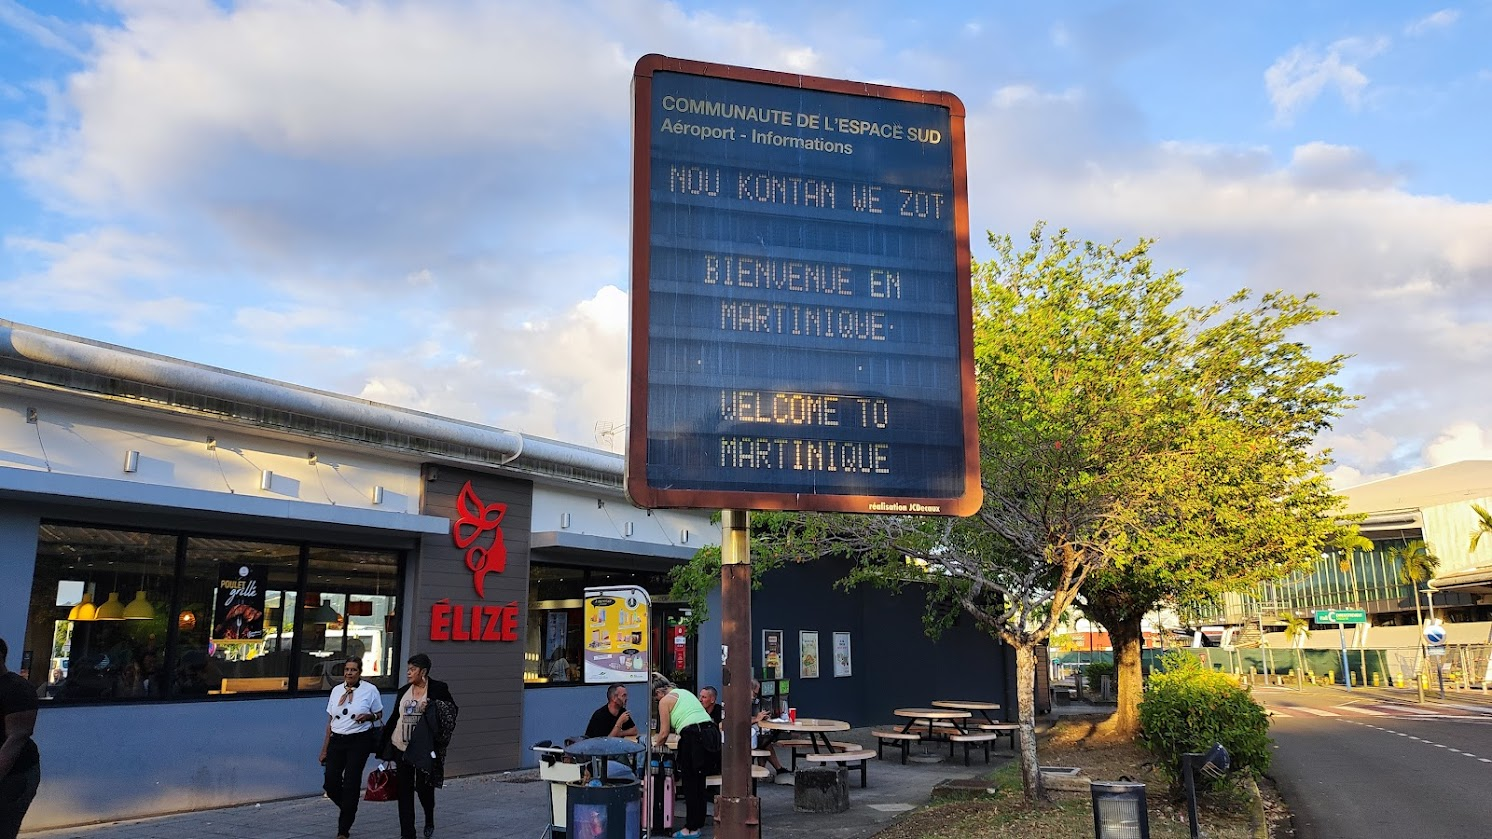 COMMUNAUTE DE L'ESPACE SUD
Aéroport - Informations
NOU KONTAN WE ZOT
BIENVENUE EN
MARTINIQUE
WELCOME TO
MARTINIQUE
réalisation JCDecaux
ÉLIZÉ
POULET
grillé